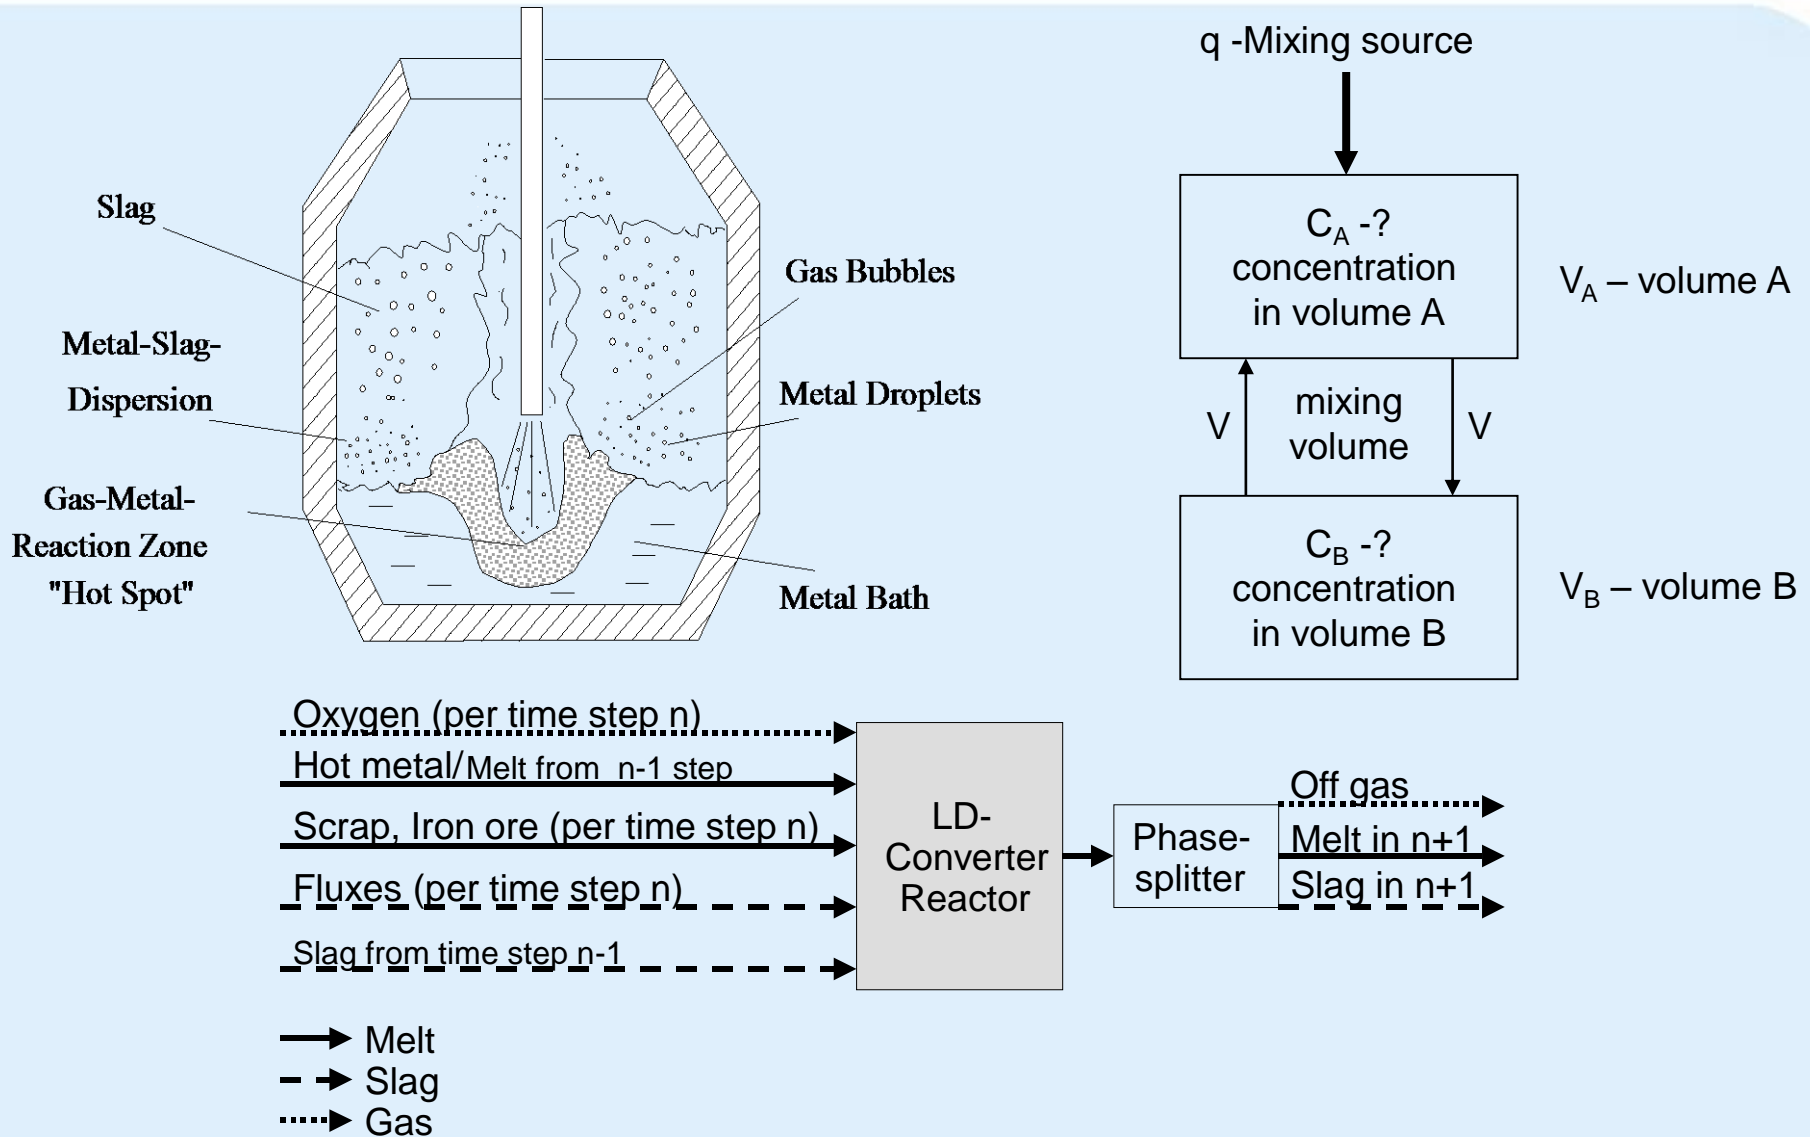 Slag
Metal-Slag-
Dispersion
Gas-Metal-
Reaction Zone
"Hot Spot"
Gas Bubbles
Metal Droplets
Metal Bath
q -Mixing source
C_A -?
concentration
in volume A
V_A – volume A
V
mixing
volume
V
C_B -?
concentration
in volume B
V_B – volume B
Oxygen (per time step n)
Hot metal/Melt from n-1 step
Scrap, Iron ore (per time step n)
Fluxes (per time step n)
Slag from time step n-1
LD-
Converter
Reactor
Phase-
splitter
Off gas
Melt in n+1
Slag in n+1
Melt
Slag
Gas